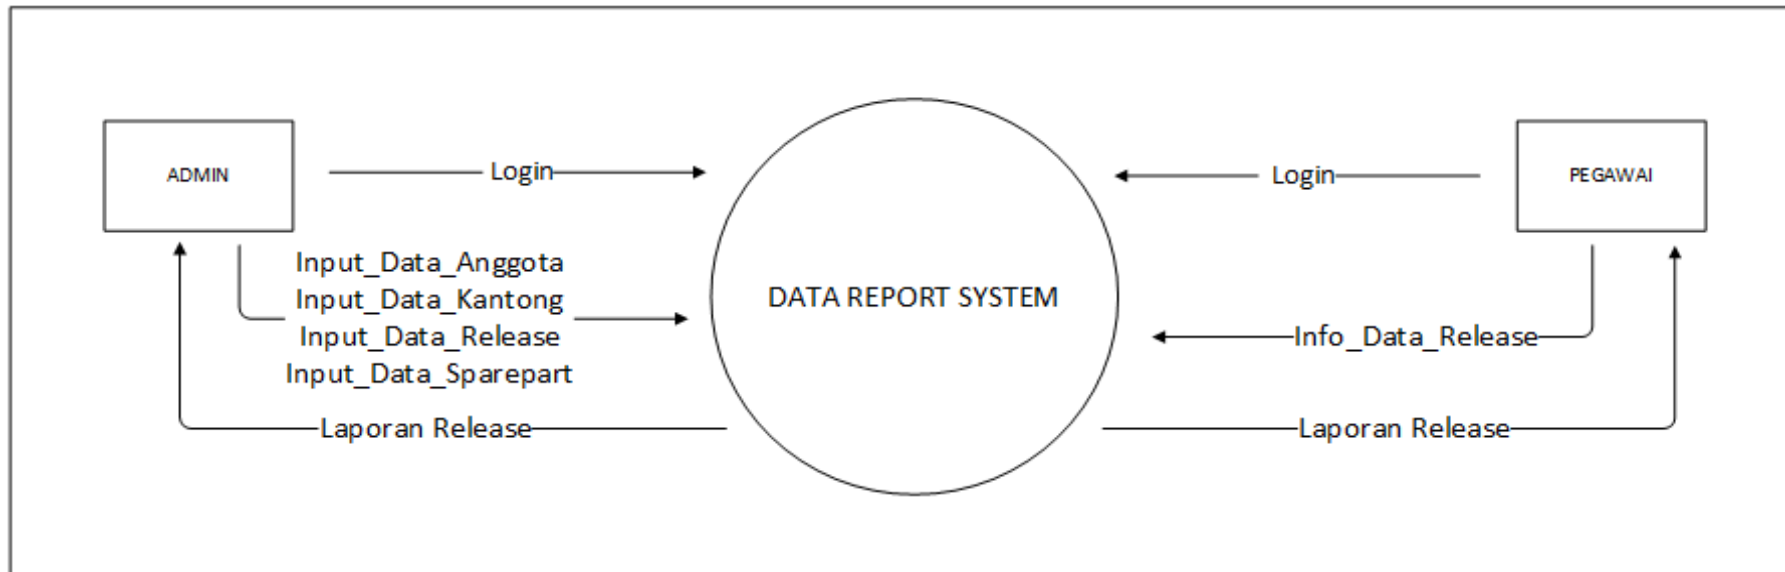 ADMIN
Login
Input_Data_Anggota
Input_Data_Kantong
Input_Data_Release
Input_Data_Sparepart
Laporan Release
DATA REPORT SYSTEM
PEGAWAI
Login
Info_Data_Release
Laporan Release